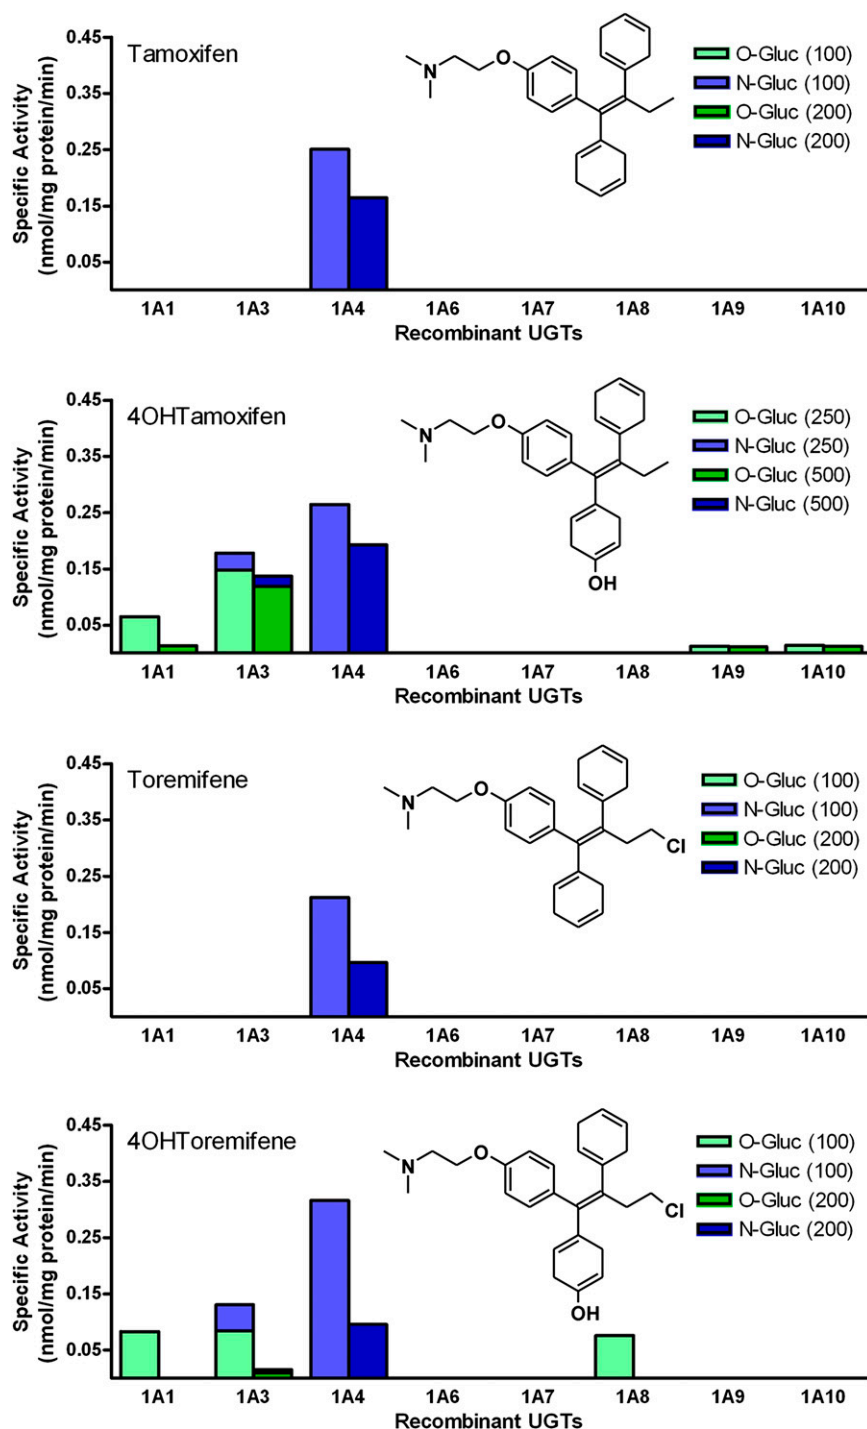 Tamoxifen
Specific Activity
(nmol/mg protein/min)
0.45
0.35
0.25
0.15
0.05
N
O
O-Gluc (100)
N-Gluc (100)
O-Gluc (200)
N-Gluc (200)
1A1 1A3 1A4 1A6 1A7 1A8 1A9 1A10
Recombinant UGTs
4OHTamoxifen
Specific Activity
(nmol/mg protein/min)
0.45
0.35
0.25
0.15
0.05
N
O
OH
O-Gluc (250)
N-Gluc (250)
O-Gluc (500)
N-Gluc (500)
1A1 1A3 1A4 1A6 1A7 1A8 1A9 1A10
Recombinant UGTs
Toremifene
Specific Activity
(nmol/mg protein/min)
0.45
0.35
0.25
0.15
0.05
N
O
Cl
O-Gluc (100)
N-Gluc (100)
O-Gluc (200)
N-Gluc (200)
1A1 1A3 1A4 1A6 1A7 1A8 1A9 1A10
Recombinant UGTs
4OHToremifene
Specific Activity
(nmol/mg protein/min)
0.45
0.35
0.25
0.15
0.05
N
O
Cl
OH
O-Gluc (100)
N-Gluc (100)
O-Gluc (200)
N-Gluc (200)
1A1 1A3 1A4 1A6 1A7 1A8 1A9 1A10
Recombinant UGTs